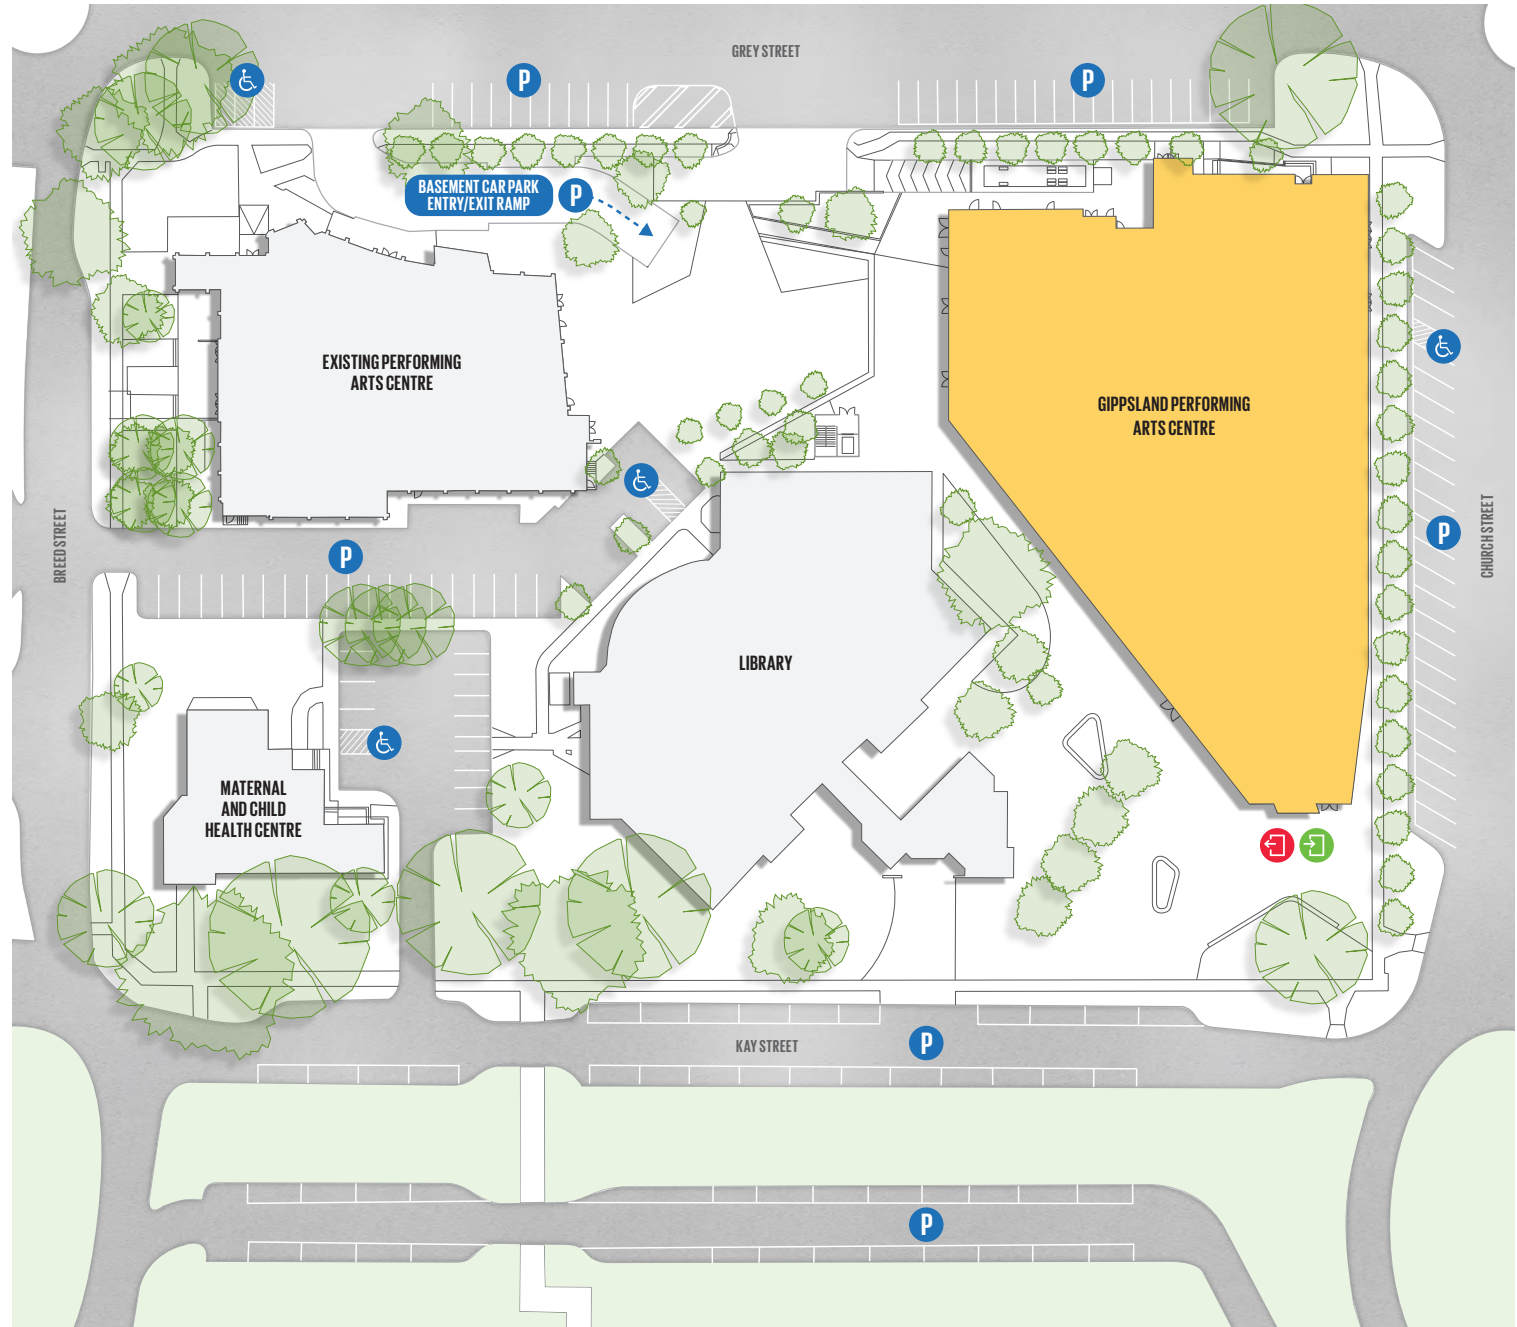 GREY STREET
P
P
BASEMENT CAR PARK
ENTRY/EXIT RAMP
P
EXISTING PERFORMING
ARTS CENTRE
GIPPSLAND PERFORMING
ARTS CENTRE
BREED STREET
P
P
CHURCH STREET
LIBRARY
MATERNAL
AND CHILD
HEALTH CENTRE
KAY STREET
P
P